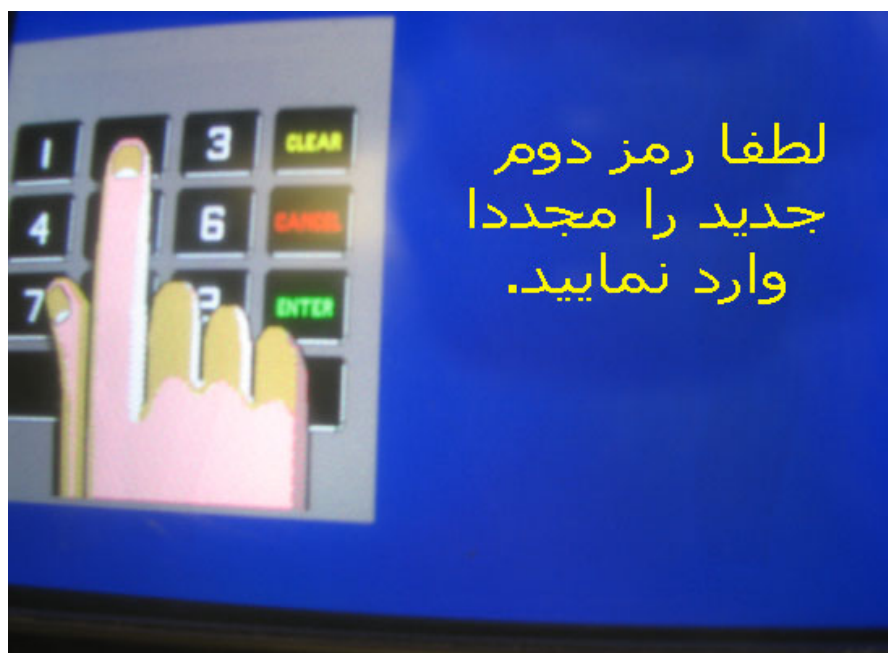 لطفا رمز دوم
جدید را مجددا
وارد نمایید.
1 3 CLEAR
4 6 CANCEL
7 ENTER